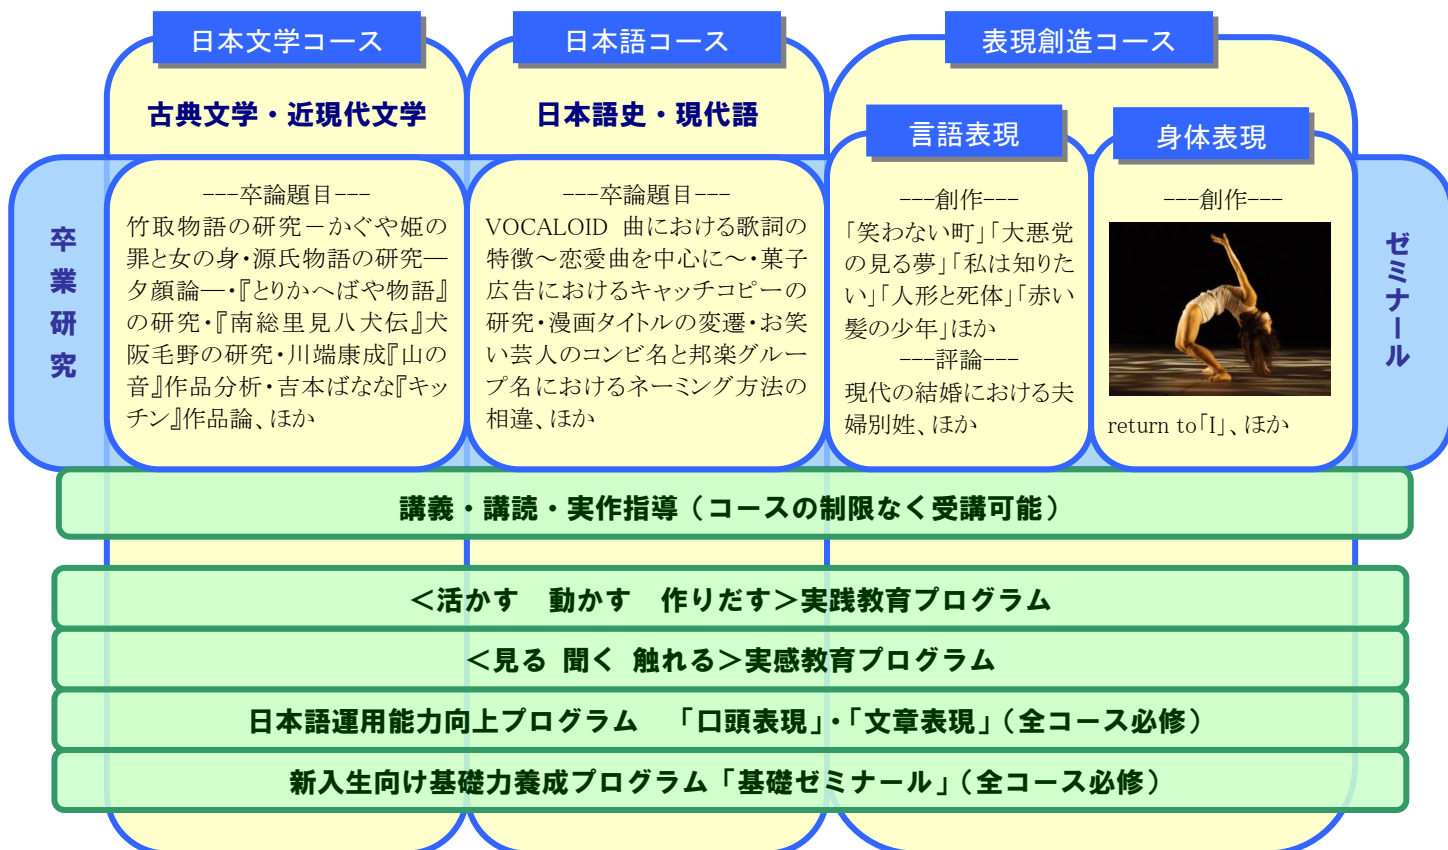 日本文学コース
日本語コース
表現創造コース
古典文学・近現代文学
日本語史・現代語
言語表現
身体表現
卒業研究
---卒論題目---
竹取物語の研究－かぐや姫の
罪と女の身・源氏物語の研究―
夕顔論―・『とりかへばや物語』
の研究・『南総里見八犬伝』犬
阪毛野の研究・川端康成『山の
音』作品分析・吉本ばなな『キッ
チン』作品論、ほか
---卒論題目---
VOCALOID 曲における歌詞の
特徴～恋愛曲を中心に～・菓子
広告におけるキャッチコピーの
研究・漫画タイトルの変遷・お笑
い芸人のコンビ名と邦楽グルー
プ名におけるネーミング方法の
相違、ほか
---創作---
「笑わない町」「大悪党
の見る夢」「私は知りた
い」「人形と死体」「赤い
髪の少年」ほか
---評論---
現代の結婚における夫
婦別姓、ほか
---創作---
return to「I」、ほか
ゼミナール
講義・講読・実作指導（コースの制限なく受講可能）
＜活かす　動かす　作りだす＞実践教育プログラム
＜見る 聞く 触れる＞実感教育プログラム
日本語運用能力向上プログラム　「口頭表現」・「文章表現」（全コース必修）
新入生向け基礎力養成プログラム「基礎ゼミナール」（全コース必修）